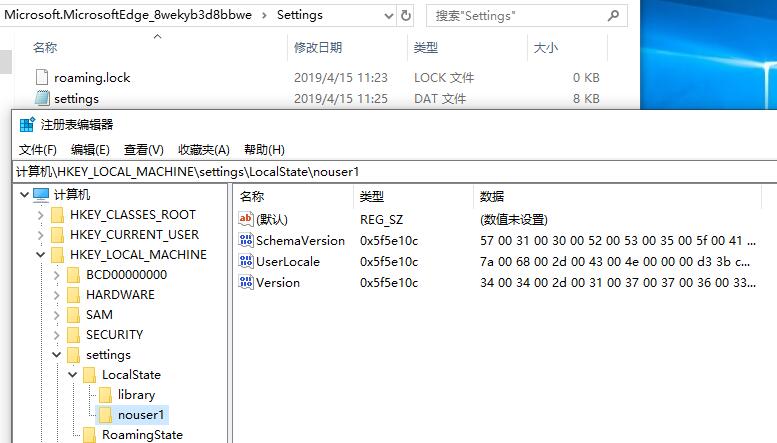 Microsoft.MicrosoftEdge_8wekyb3d8bbwe > Settings 搜索"Settings"
名称 修改日期 类型 大小
roaming.lock 2019/4/15 11:23 LOCK 文件 0 KB
settings 2019/4/15 11:25 DAT 文件 8 KB
注册表编辑器
文件(F) 编辑(E) 查看(V) 收藏夹(A) 帮助(H)
计算机\HKEY_LOCAL_MACHINE\settings\LocalState\nouser1
计算机
HKEY_CLASSES_ROOT
HKEY_CURRENT_USER
HKEY_LOCAL_MACHINE
BCD00000000
HARDWARE
SAM
SECURITY
settings
LocalState
library
nouser1
RoamingState
名称 类型 数据
(默认) REG_SZ (数值未设置)
SchemaVersion 0x5f5e10c 57 00 31 00 30 00 52 00 53 00 35 00 5f 00 41 ...
UserLocale 0x5f5e10c 7a 00 68 00 2d 00 43 00 4e 00 00 00 d3 3b c...
Version 0x5f5e10c 34 00 34 00 2d 00 31 00 37 00 37 00 36 00 33...